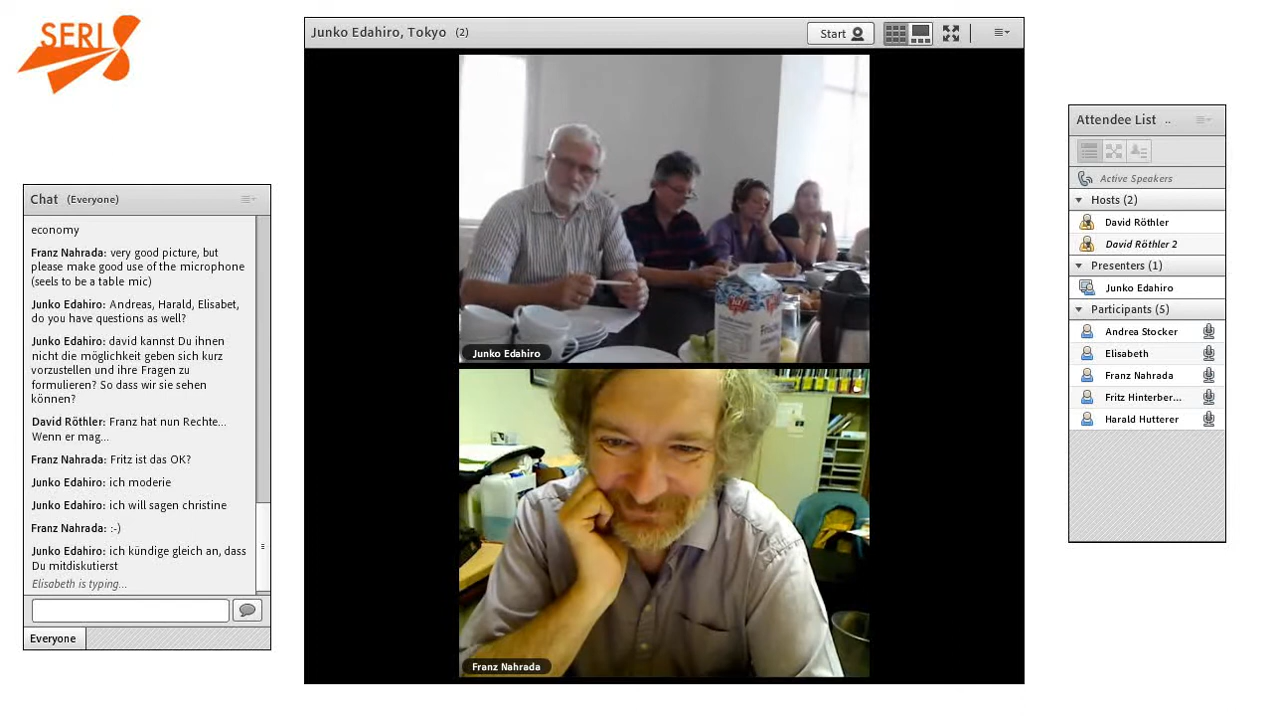 SERI
Junko Edahiro, Tokyo (2)
Start
Chat (Everyone)
economy
Franz Nahrada: very good picture, but
please make good use of the microphone
(seels to be a table mic)
Junko Edahiro: Andreas, Harald, Elisabet,
do you have questions as well?
Junko Edahiro: david kannst Du ihnen
nicht die möglichkeit geben sich kurz
vorzustellen und ihre Fragen zu
formulieren? So dass wir sie sehen
können?
David Röthler: Franz hat nun Rechte...
Wenn er mag...
Franz Nahrada: Fritz ist das OK?
Junko Edahiro: ich moderie
Junko Edahiro: ich will sagen christine
Franz Nahrada: :-)
Junko Edahiro: ich kündige gleich an, dass
Du mitdiskutierst
Elisabeth is typing...
Everyone
Junko Edahiro
Franz Nahrada
Attendee List ..
Active Speakers
Hosts (2)
David Röthler
David Röthler 2
Presenters (1)
Junko Edahiro
Participants (5)
Andrea Stocker
Elisabeth
Franz Nahrada
Fritz Hinterber...
Harald Hutterer